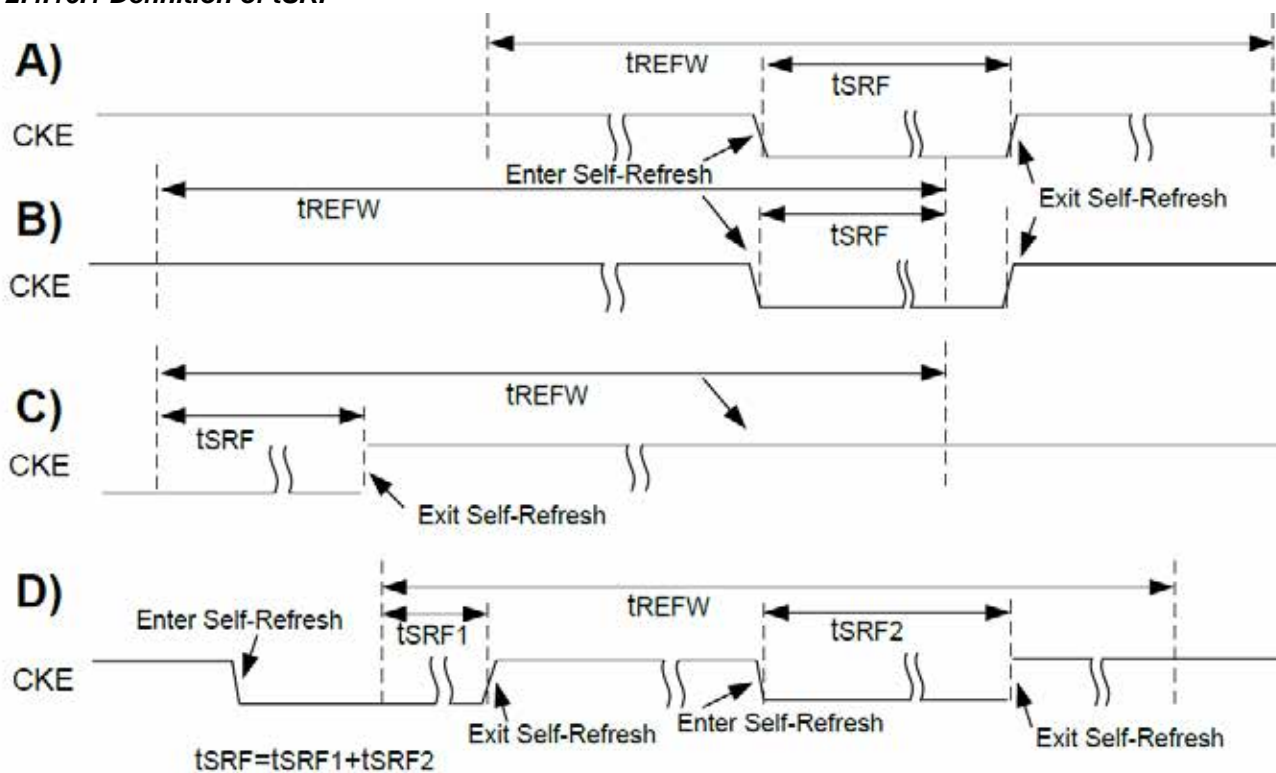 A)
tREFW
tSRF
CKE
Enter Self-Refresh
Exit Self-Refresh
B)
tREFW
tSRF
CKE
C)
tREFW
tSRF
CKE
Exit Self-Refresh
D)
tREFW
Enter Self-Refresh
tSRF1
tSRF2
CKE
Exit Self-Refresh
Enter Self-Refresh
Exit Self-Refresh
tSRF=tSRF1+tSRF2